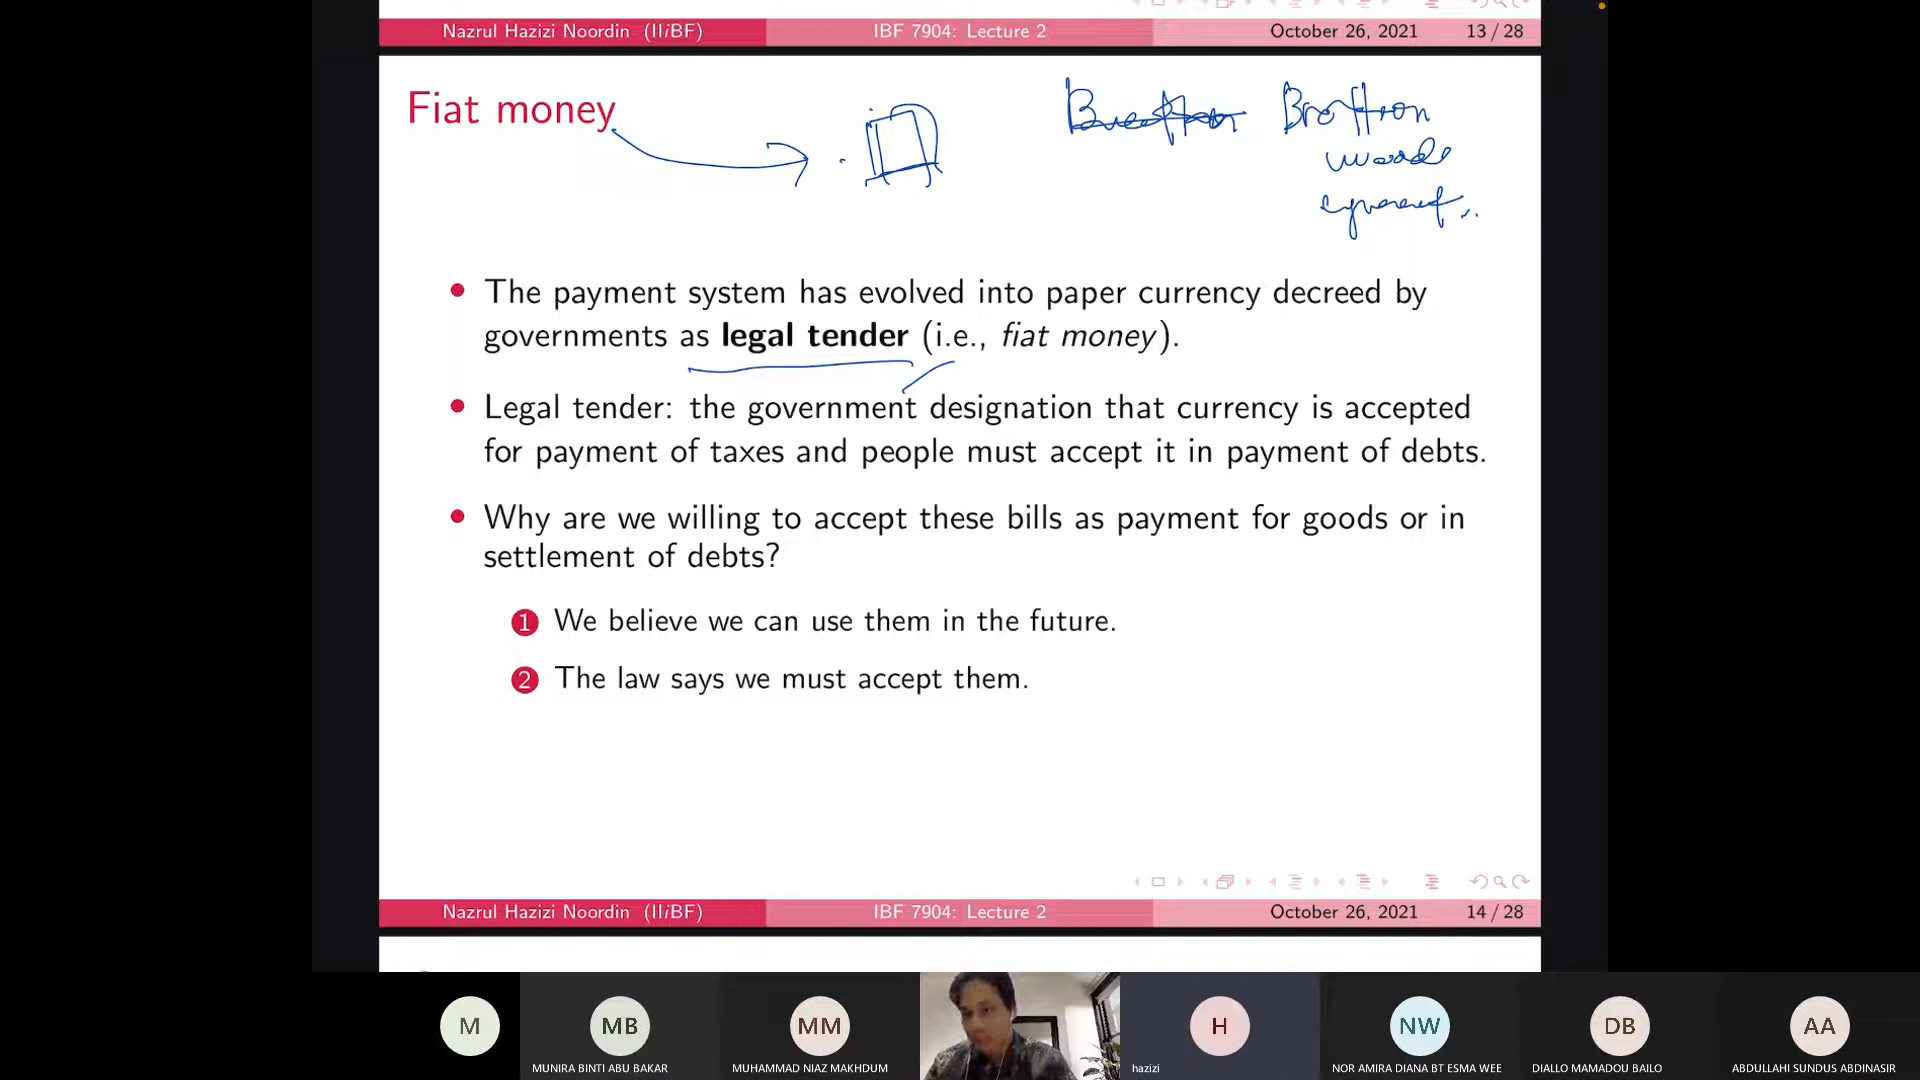 Nazrul Hazizi Noordin (IIiBF) IBF 7904: Lecture 2 October 26, 2021 13 / 28
Fiat money
Bretton
woods
• The payment system has evolved into paper currency decreed by
governments as legal tender (i.e., fiat money).
• Legal tender: the government designation that currency is accepted
for payment of taxes and people must accept it in payment of debts.
• Why are we willing to accept these bills as payment for goods or in
settlement of debts?
1 We believe we can use them in the future.
2 The law says we must accept them.
Nazrul Hazizi Noordin (IIiBF) IBF 7904: Lecture 2 October 26, 2021 14 / 28
M MB MM H NW DB AA
MUNIRA BINTI ABU BAKAR MUHAMMAD NIAZ MAKHDUM hazizi NOR AMIRA DIANA BT ESMA WEE DIALLO MAMADOU BAILO ABDULLAHI SUNDUS ABDINASIR